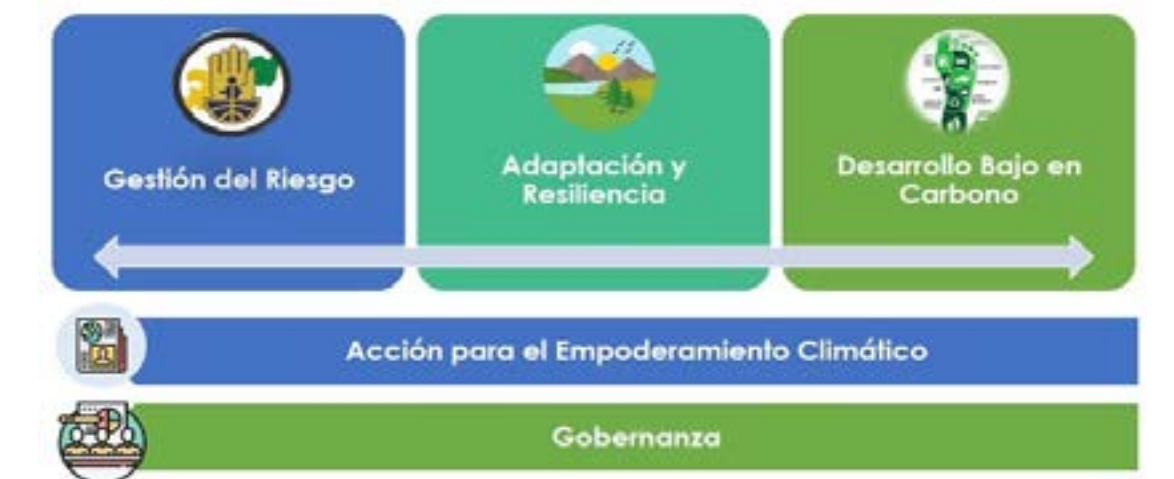 Gestión del Riesgo
Adaptación y
Resiliencia
Desarrollo Bajo en
Carbono
Acción para el Empoderamiento Climático
Gobernanza